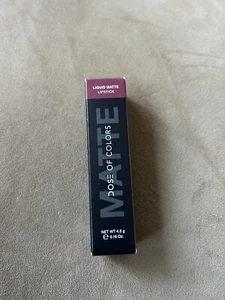 LIQUID MATTE
LIPSTICK
MATTE
DOSE OF COLORS
NET WT 4.5 g
℮ 0.16 Oz.